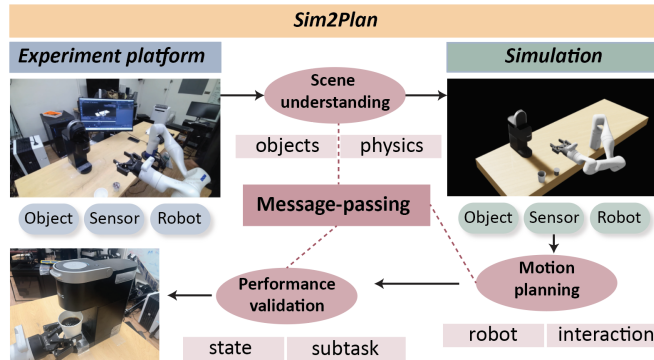 Sim2Plan
Experiment platform
Simulation
Scene
understanding
objects
physics
Message-passing
Object
Sensor
Robot
Object
Sensor
Robot
Performance
validation
Motion
planning
state
subtask
robot
interaction